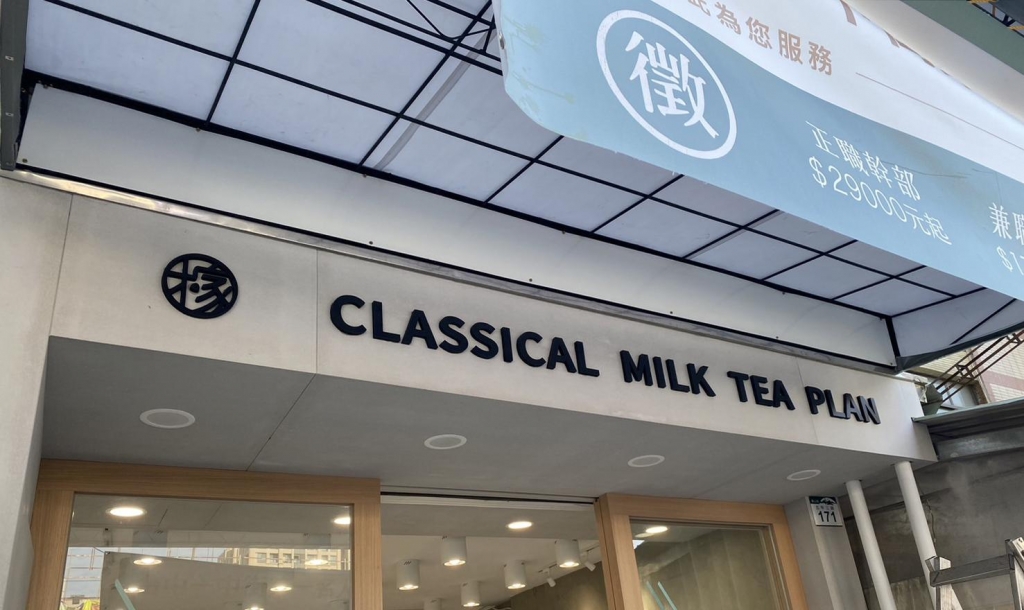 為您服務
徵
正職幹部
$29000元起
兼職
$1
CLASSICAL MILK TEA PLAN
171